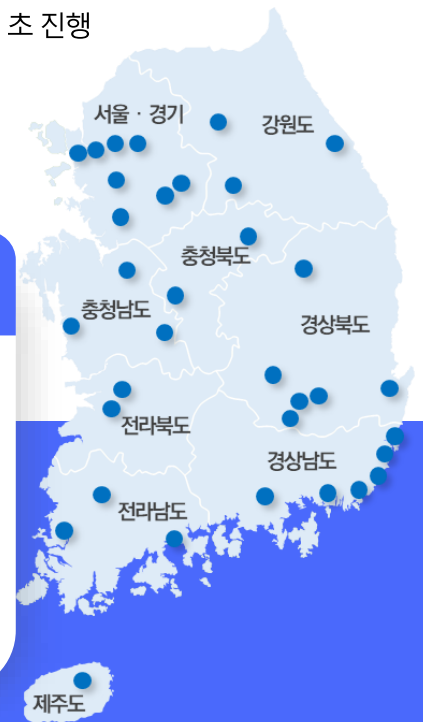 초 진행
서울 · 경기
강원도
충청북도
충청남도
경상북도
전라북도
경상남도
전라남도
제주도